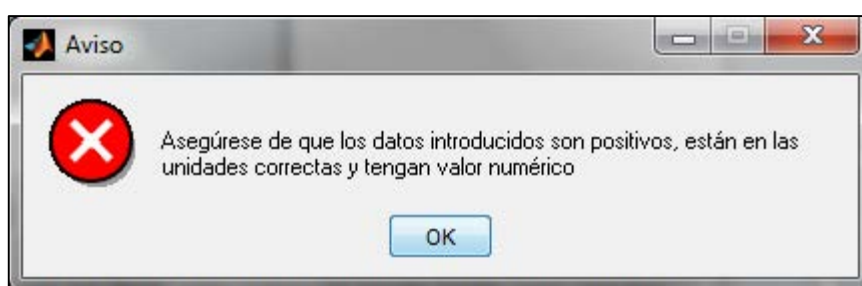 Aviso
Asegúrese de que los datos introducidos son positivos, están en las
unidades correctas y tengan valor numérico
OK